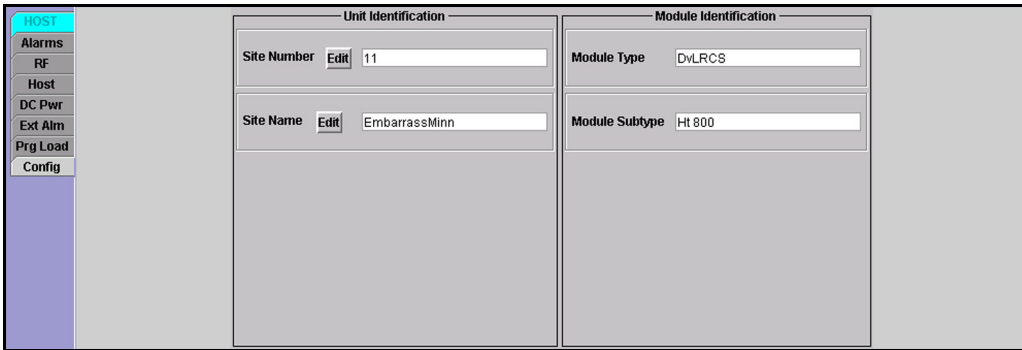 HOST
Alarms
RF
Host
DC Pwr
Ext Alm
Prg Load
Config
Unit Identification
Site Number Edit 11
Site Name Edit EmbarrassMinn
Module Identification
Module Type DvLRCS
Module Subtype Ht 800